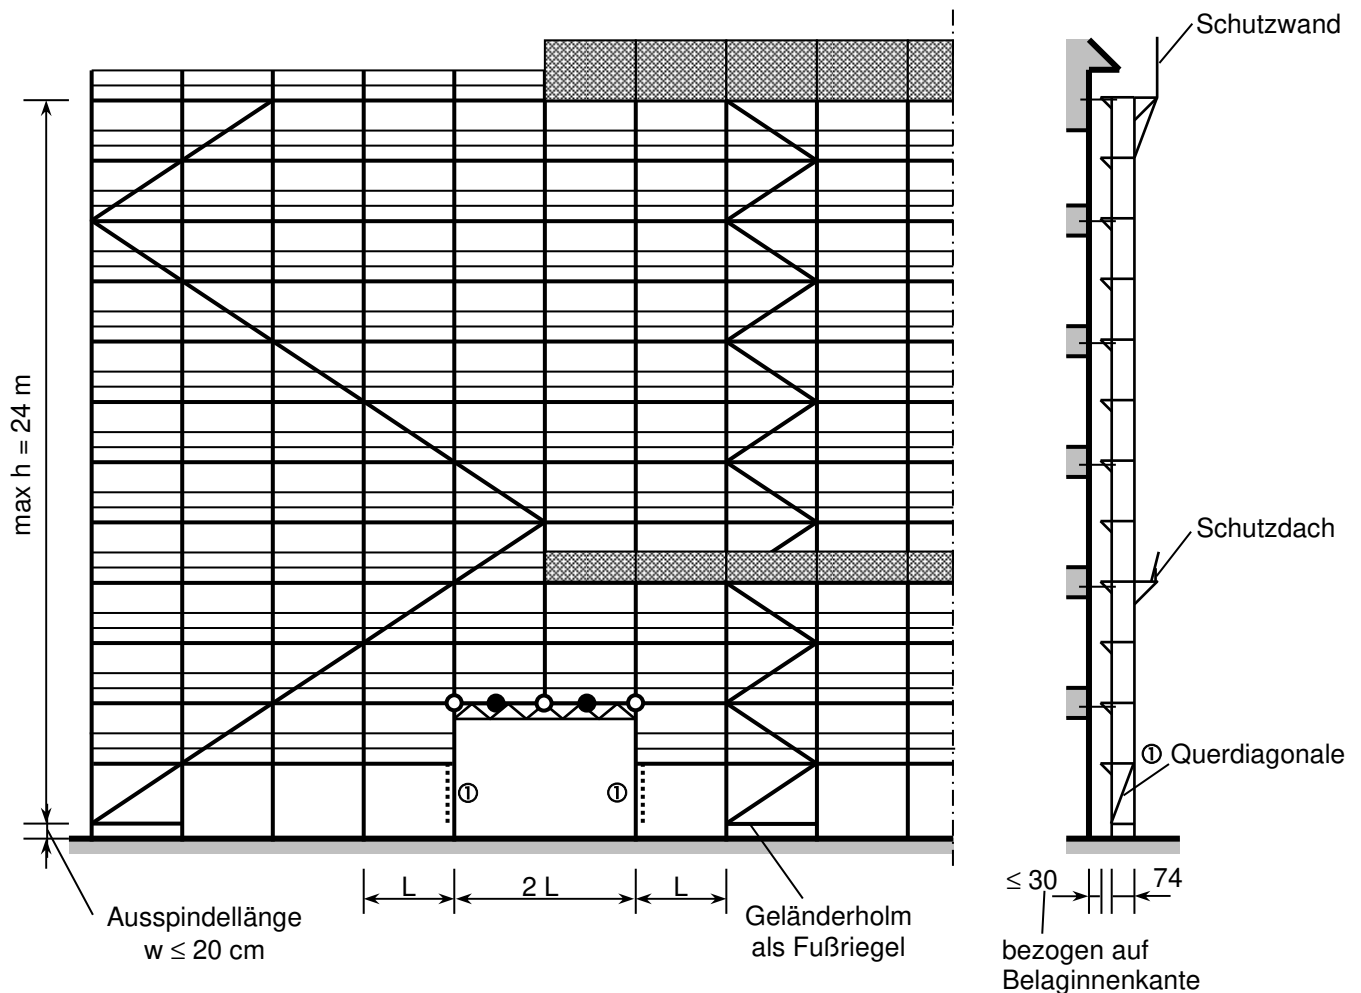 Schutzwand
max h = 24 m
Schutzdach
① Querdiagonale
①
①
L
2 L
L
≤ 30
74
Ausspindellänge
w ≤ 20 cm
Geländerholm
als Fußriegel
bezogen auf
Belaginnenkante